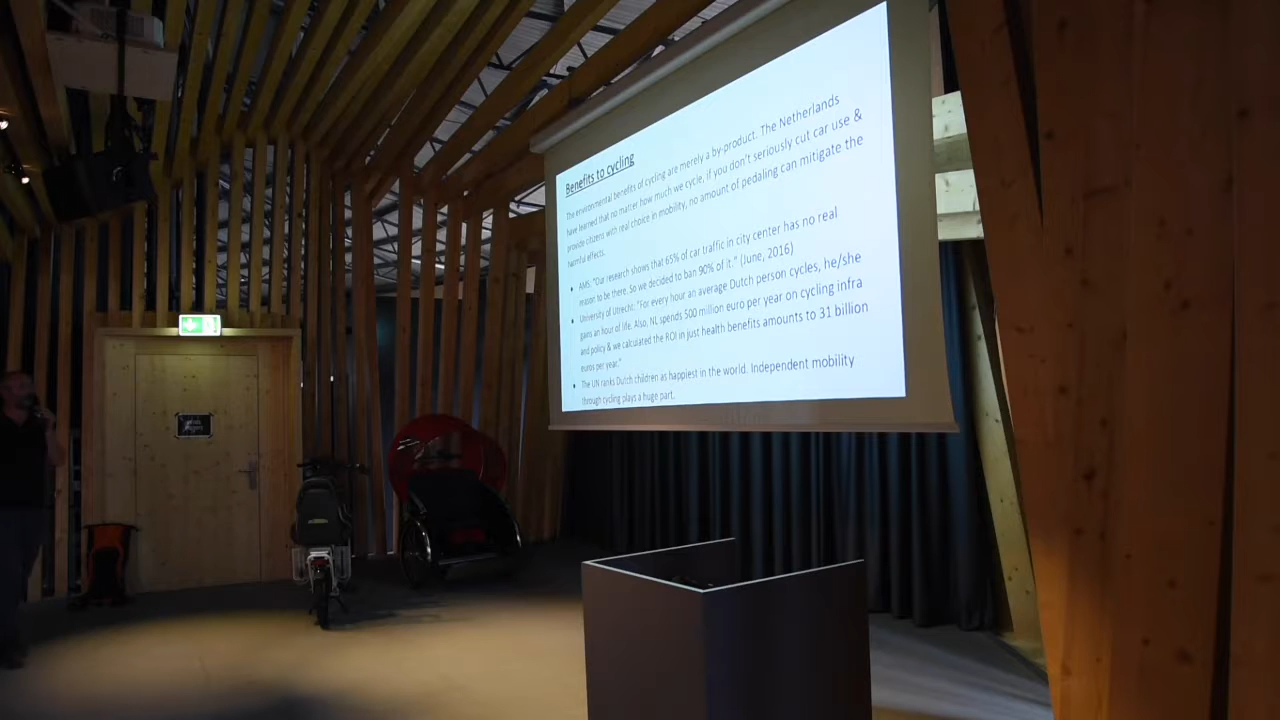 Benefits to cycling
The environmental benefits of cycling are merely a by-product. The Netherlands
have learned that no matter how much we cycle, if you don't seriously cut car use &
provide citizens with real choice in mobility, no amount of pedaling can mitigate the
harmful effects.
• AMS: "Our research shows that 65% of car traffic in city center has no real
reason to be there. So we decided to ban 90% of it." (June, 2016)
• University of Utrecht: "For every hour an average Dutch person cycles, he/she
gains an hour of life. Also, NL spends 500 million euro per year on cycling infra
and policy & we calculated the ROI in just health benefits amounts to 31 billion
euros per year."
• The UN ranks Dutch children as happiest in the world. Independent mobility
through cycling plays a huge part.